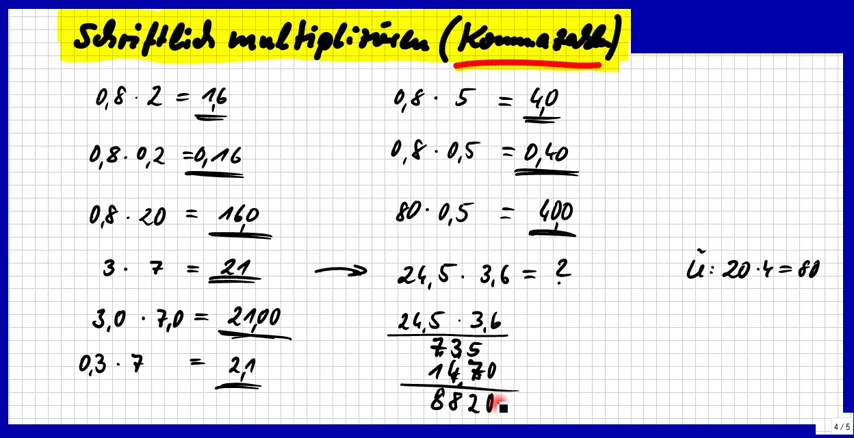 Schriftlich multiplizieren (Kommazahlen)
0,8 · 2 = 1,6
0,8 · 0,2 = 0,16
0,8 · 20 = 16,0
3 · 7 = 21
3,0 · 7,0 = 21,00
0,3 · 7 = 2,1
0,8 · 5 = 4,0
0,8 · 0,5 = 0,40
80 · 0,5 = 40,0
→ 24,5 · 3,6 = ?
24,5 · 3,6
735
1470
8820
Ü: 20·4=80
4 / 5